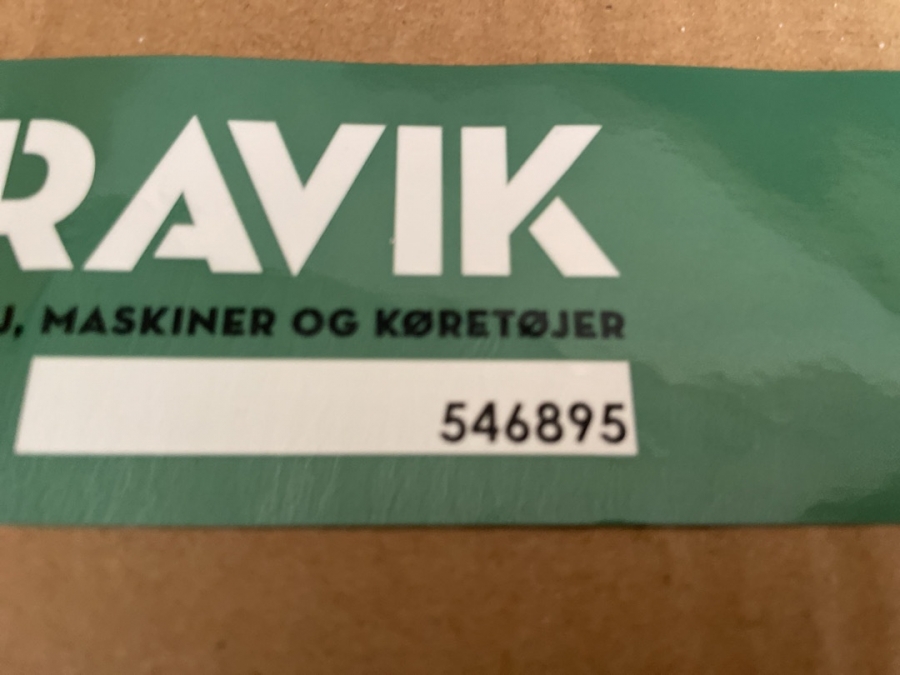 RAVIK
J, MASKINER OG KØRETØJER
546895